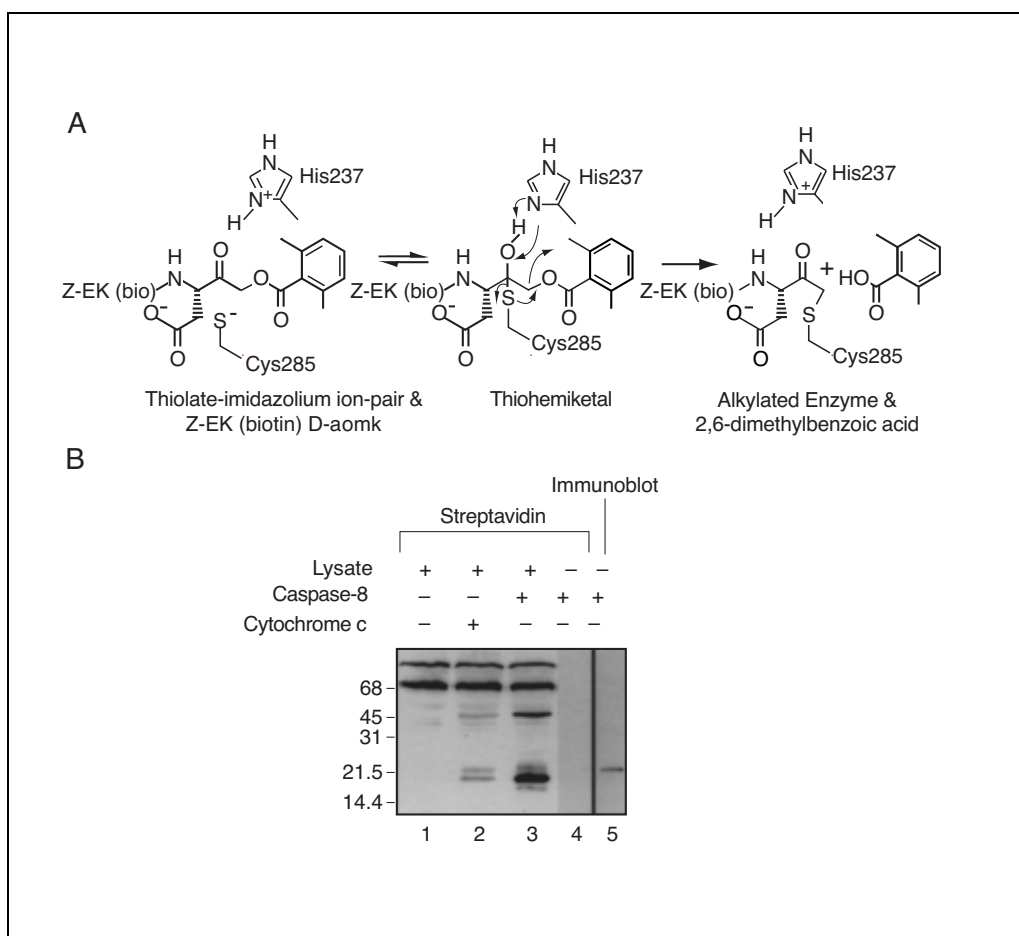 A
H
N
His237
N+
H
H
N
O
O
Z-EK (bio)
O-
S-
O
O
Cys285
Thiolate-imidazolium ion-pair &
Z-EK (biotin) D-aomk
H
N
His237
N
H
O
H
N
O
Z-EK (bio)
O-
S
O
O
Cys285
Thiohemiketal
H
N
His237
N+
H
H
N
O
+
HO
O
Z-EK (bio)
O-
S
O
Cys285
Alkylated Enzyme &
2,6-dimethylbenzoic acid
B
Immunoblot
Streptavidin
Lysate + + + – –
Caspase-8 – – + + +
Cytochrome c – + – – –
68
45
31
21.5
14.4
1 2 3 4 5